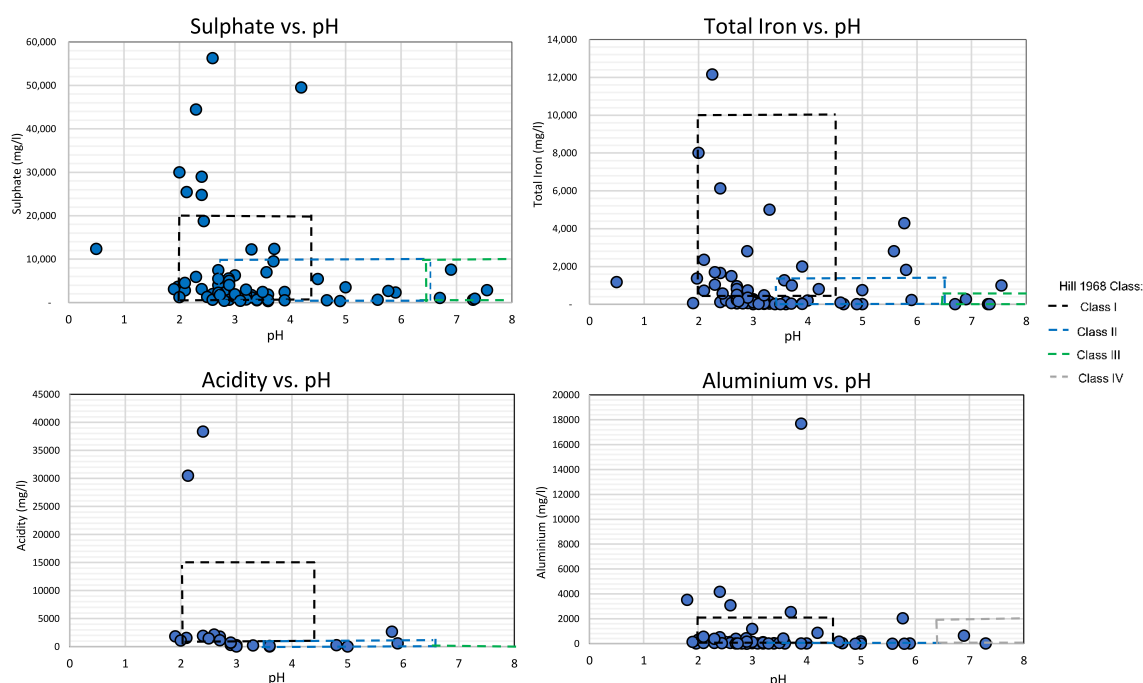 Sulphate vs. pH
Sulphate (mg/l)
60,000
50,000
40,000
30,000
20,000
10,000
-
0 1 2 3 4 5 6 7 8
pH
Total Iron vs. pH
Total Iron (mg/l)
14,000
12,000
10,000
8,000
6,000
4,000
2,000
-
0 1 2 3 4 5 6 7 8
pH
Hill 1968 Class:
Class I
Class II
Class III
Class IV
Acidity vs. pH
Acidity (mg/l)
45000
40000
35000
30000
25000
20000
15000
10000
5000
0
0 1 2 3 4 5 6 7 8
pH
Aluminium vs. pH
Aluminium (mg/l)
20000
18000
16000
14000
12000
10000
8000
6000
4000
2000
0
0 1 2 3 4 5 6 7 8
pH